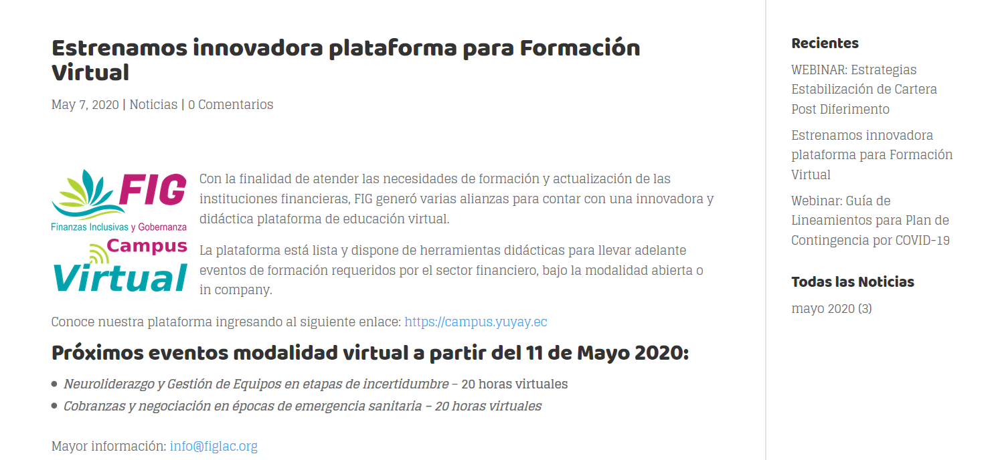 Estrenamos innovadora plataforma para Formación
Virtual
May 7, 2020 | Noticias | 0 Comentarios
FIG
Finanzas Inclusivas y Gobernanza
Campus
Virtual
Con la finalidad de atender las necesidades de formación y actualización de las
instituciones financieras, FIG generó varias alianzas para contar con una innovadora y
didáctica plataforma de educación virtual.
La plataforma está lista y dispone de herramientas didácticas para llevar adelante
eventos de formación requeridos por el sector financiero, bajo la modalidad abierta o
in company.
Conoce nuestra plataforma ingresando al siguiente enlace: https://campus.yuyay.ec
Próximos eventos modalidad virtual a partir del 11 de Mayo 2020:
• Neuroliderazgo y Gestión de Equipos en etapas de incertidumbre – 20 horas virtuales
• Cobranzas y negociación en épocas de emergencia sanitaria – 20 horas virtuales
Mayor información: info@figlac.org
Recientes
WEBINAR: Estrategias
Estabilización de Cartera
Post Diferimento
Estrenamos innovadora
plataforma para Formación
Virtual
Webinar: Guía de
Lineamientos para Plan de
Contingencia por COVID-19
Todas las Noticias
mayo 2020 (3)